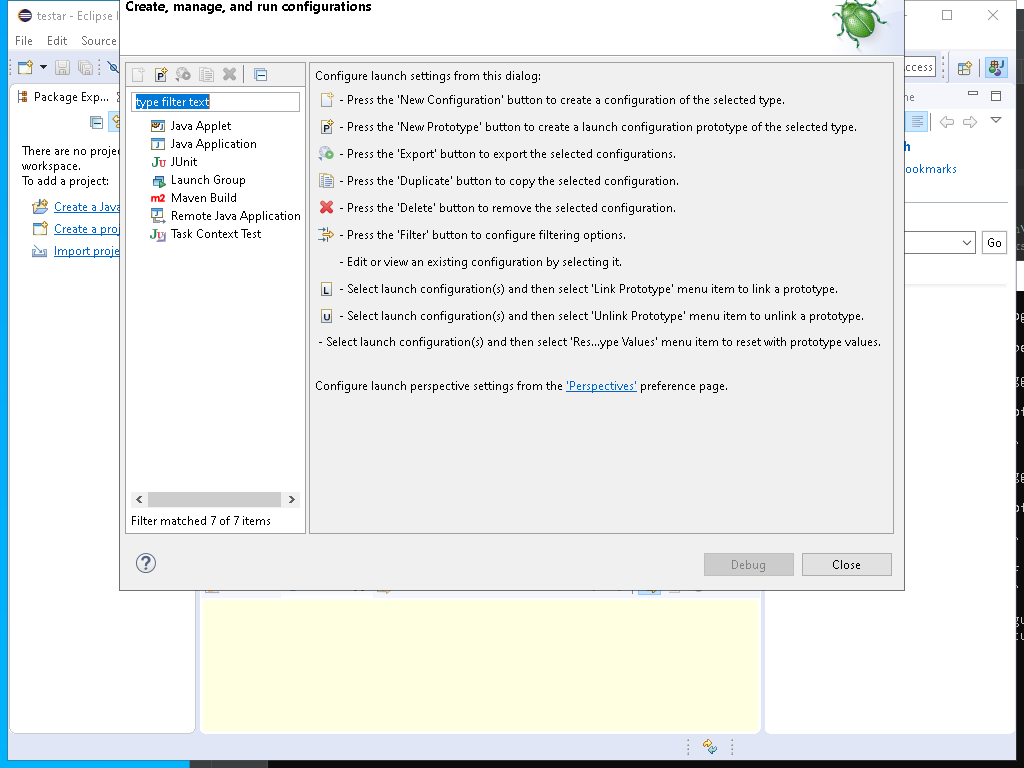 Create, manage, and run configurations
testar - Eclipse
File Edit Source
Package Exp...
There are no
workspace.
To add a project:
Create a Java
Create a
Import
type filter text
Java Applet
Java Application
JUnit
Launch Group
Maven Build
Remote Java Application
Task Context Test
Filter matched 7 of 7 items
Configure launch settings from this dialog:
- Press the 'New Configuration' button to create a configuration of the selected type.
- Press the 'New Prototype' button to create a launch configuration prototype of the selected type.
- Press the 'Export' button to export the selected configurations.
- Press the 'Duplicate' button to copy the selected configuration.
- Press the 'Delete' button to remove the selected configuration.
- Press the 'Filter' button to configure filtering options.
- Edit or view an existing configuration by selecting it.
- Select launch configuration(s) and then select 'Link Prototype' menu item to link a prototype.
- Select launch configuration(s) and then select 'Unlink Prototype' menu item to unlink a prototype.
- Select launch configuration(s) and then select 'Res...ype Values' menu item to reset with prototype values.
Configure launch perspective settings from the 'Perspectives' preference page.
Debug
Close
Go